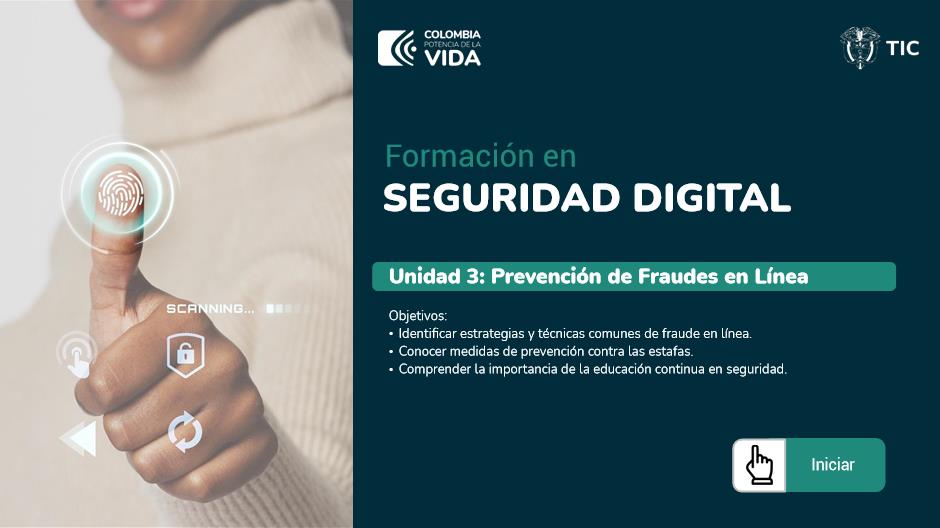 COLOMBIA
POTENCIA DE LA
VIDA
TIC
Formación en
SEGURIDAD DIGITAL
Unidad 3: Prevención de Fraudes en Línea
Objetivos:
• Identificar estrategias y técnicas comunes de fraude en línea.
• Conocer medidas de prevención contra las estafas.
• Comprender la importancia de la educación continua en seguridad.
SCANNING...
Iniciar